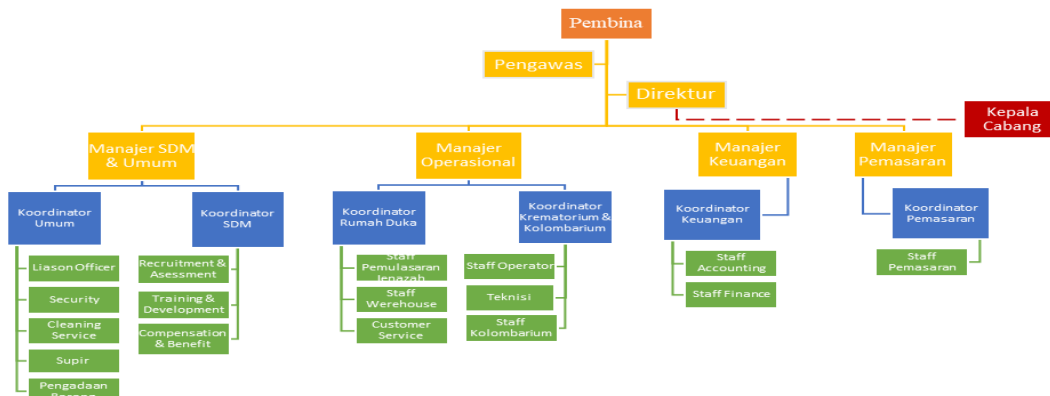 Pembina
Pengawas
Direktur
Kepala
Cabang
Manajer SDM
& Umum
Manajer
Operasional
Manajer
Keuangan
Manajer
Pemasaran
Koordinator
Umum
Koordinator
SDM
Koordinator
Rumah Duka
Koordinator
Krematorium &
Kolombarium
Koordinator
Keuangan
Koordinator
Pemasaran
Liason Officer
Security
Cleaning
Service
Supir
Pengadaan
Barang
Recruitment &
Asessment
Training &
Development
Compensation
& Benefit
Staff
Pemulasaran
Jenazah
Staff
Werehouse
Customer
Service
Staff Operator
Teknisi
Staff
Kolombarium
Staff
Accounting
Staff Finance
Staff
Pemasaran